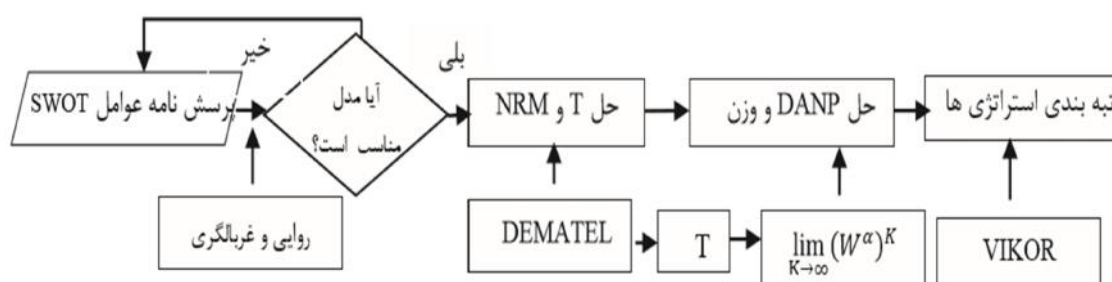 خیر
بلی
پرسش نامه عوامل SWOT
آیا مدل
مناسب است؟
حل T و NRM
حل DANP و وزن
تبه بندی استراتژی ها
روایی و غربالگری
DEMATEL
T
lim K→∞ (W^α)^K
VIKOR